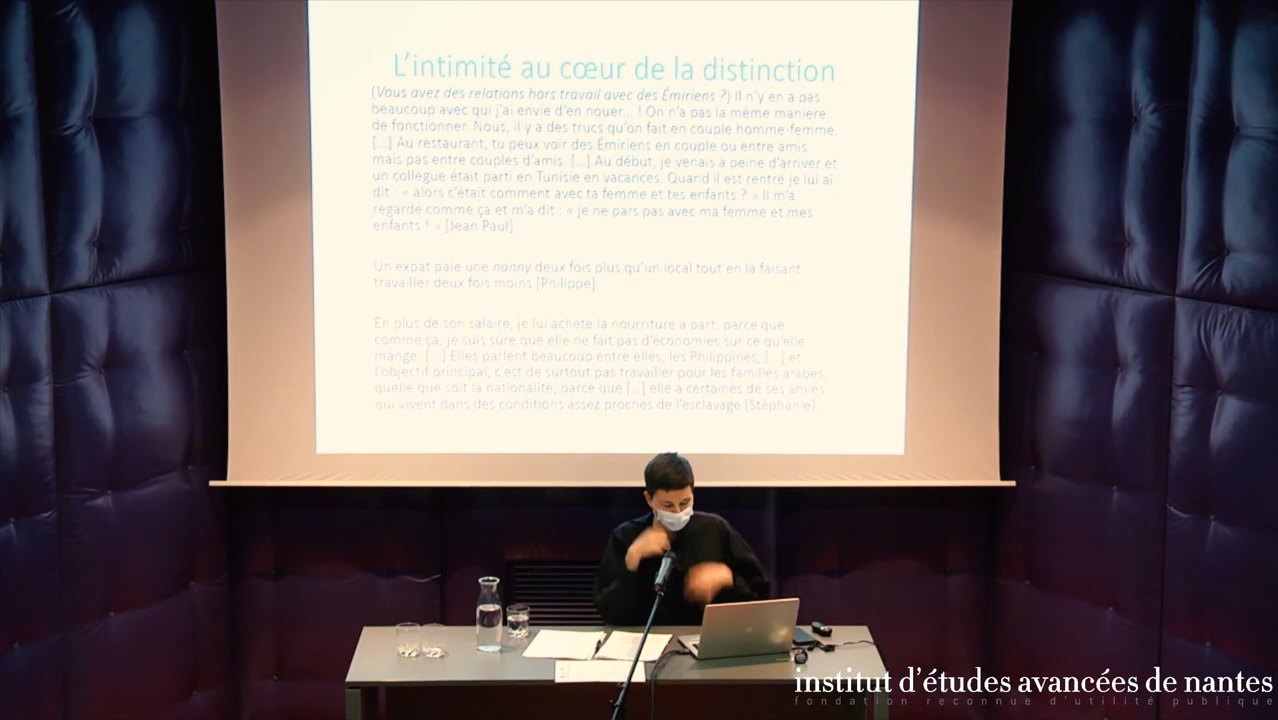 L'intimité au cœur de la distinction
(Vous avez des relations hors travail avec des Émiriens ?) Il n'y en a pas
beaucoup avec qui j'ai envie d'en nouer... ! On n'a pas la même manière
de fonctionner. Nous, il y a des trucs qu'on fait en couple homme-femme.
[...] Au restaurant, tu peux voir des Émiriens en couple ou entre amis
mais pas entre couples d'amis. [...] Au début, je venais à peine d'arriver et
un collègue était parti en Tunisie en vacances. Quand il est rentré je lui ai
dit : « alors c'était comment avec ta femme et tes enfants ? » Il m'a
regardé comme ça et m'a dit : « je ne pars pas avec ma femme et mes
enfants ! » [Jean Paul]
Un expat paie une nanny deux fois plus qu'un local tout en la faisant
travailler deux fois moins [Philippe]
En plus de son salaire, je lui achète la nourriture à part, parce que
comme ça, je suis sûre que elle ne fait pas d'économies sur ce qu'elle
mange. [...] Elles parlent beaucoup entre elles, les Philippines, [...] et
l'objectif principal, c'est de surtout pas travailler pour les familles arabes,
quelle que soit la nationalité, parce que [...] elle a certaines de ses amies
qui vivent dans des conditions assez proches de l'esclavage [Stéphanie].
institut d'études avancées de nantes
fondation reconnue d'utilité publique